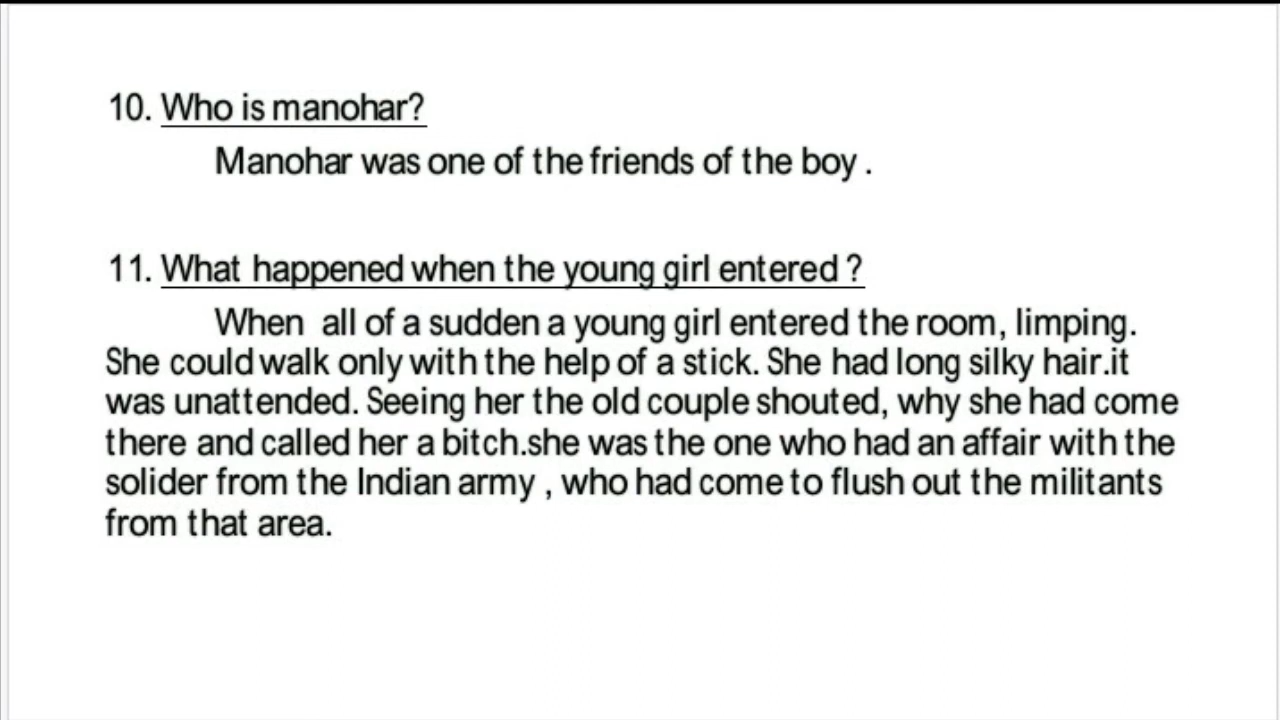 10. Who is manohar?
Manohar was one of the friends of the boy .
11. What happened when the young girl entered ?
When all of a sudden a young girl entered the room, limping.
She could walk only with the help of a stick. She had long silky hair.it
was unattended. Seeing her the old couple shouted, why she had come
there and called her a bitch.she was the one who had an affair with the
solider from the Indian army , who had come to flush out the militants
from that area.